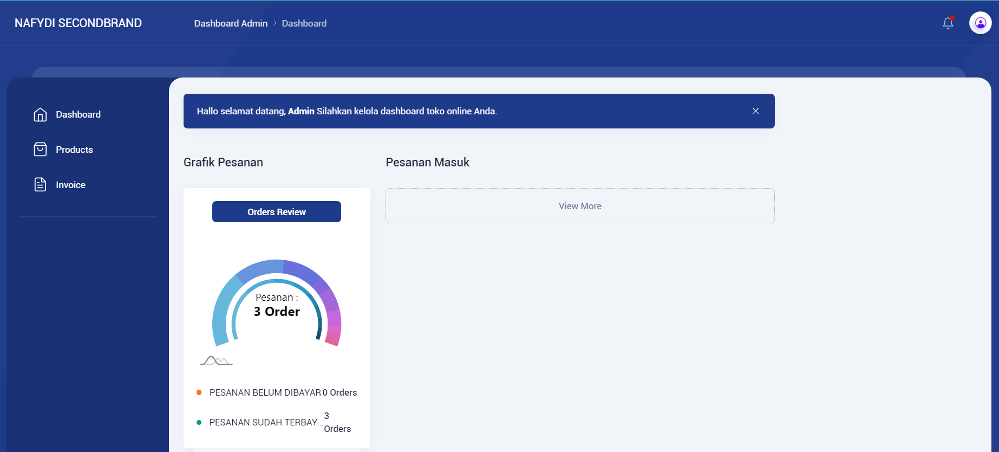 NAFYDI SECONDBRAND
Dashboard Admin
Dashboard
Dashboard
Products
Invoice
Hallo selamat datang, Admin Silahkan kelola dashboard toko online Anda.
Grafik Pesanan
Orders Review
Pesanan :
3 Order
PESANAN BELUM DIBAYAR 0 Orders
PESANAN SUDAH TERBAY... 3
Orders
Pesanan Masuk
View More